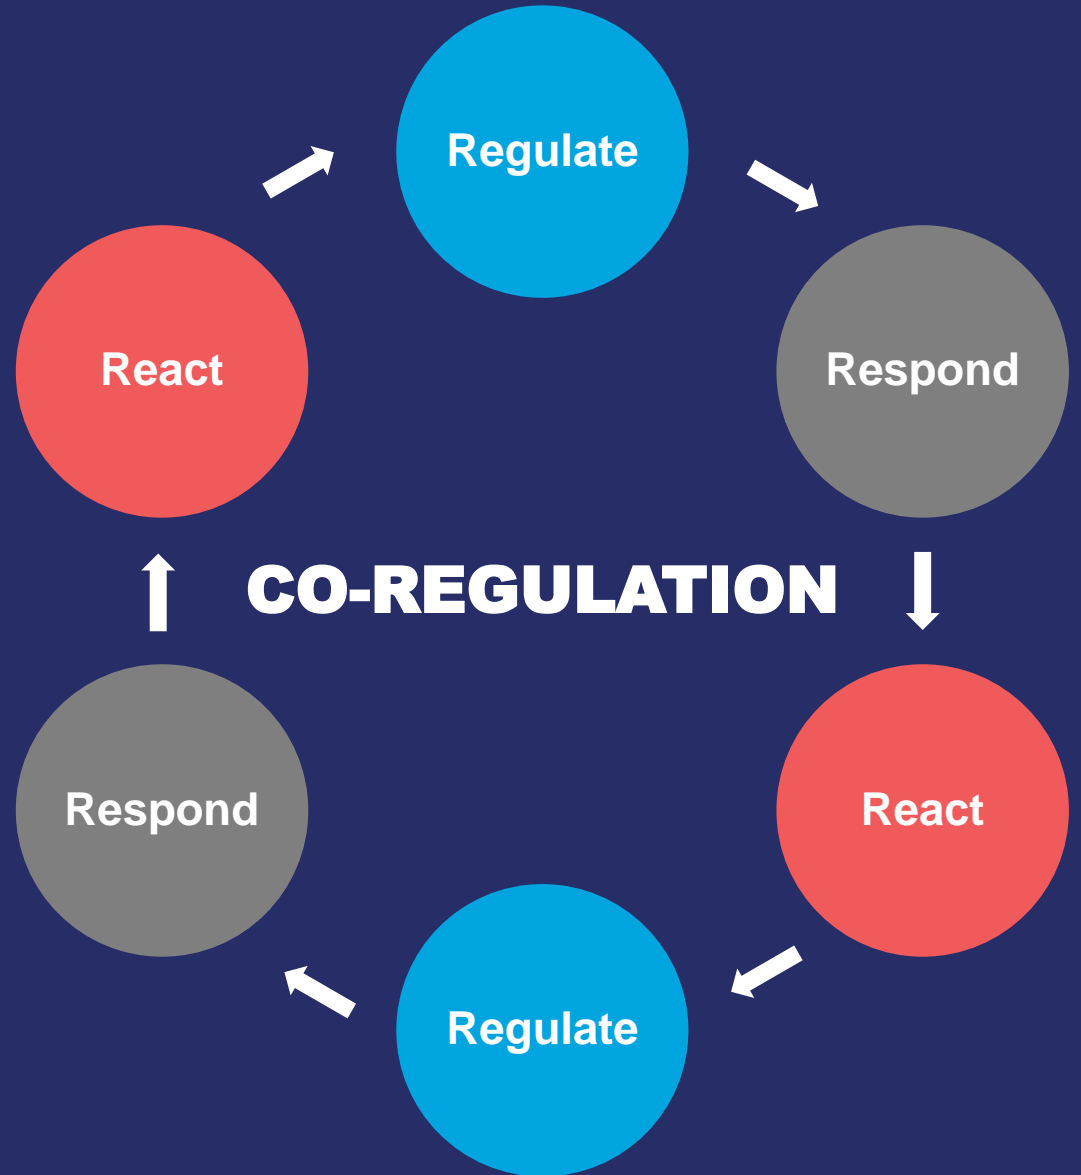 Regulate
React
Respond
CO-REGULATION
Respond
React
Regulate